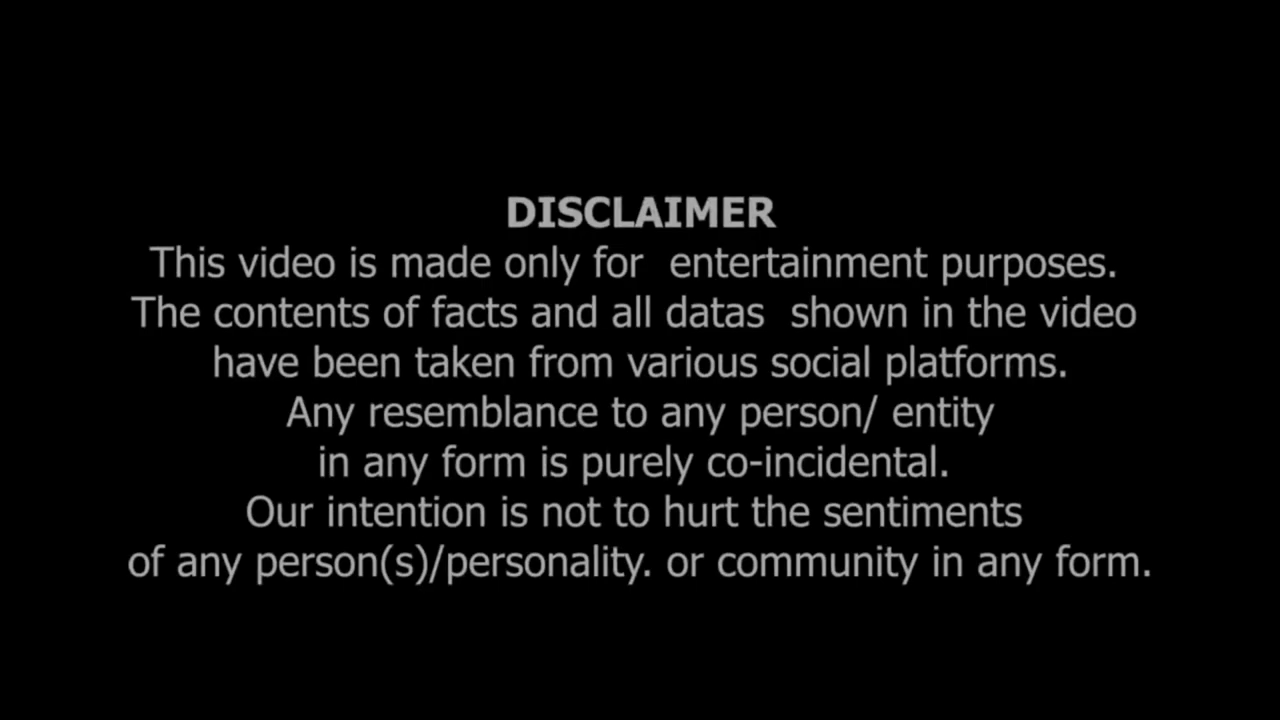 DISCLAIMER
This video is made only for  entertainment purposes.
The contents of facts and all datas  shown in the video
have been taken from various social platforms.
Any resemblance to any person/ entity
in any form is purely co-incidental.
Our intention is not to hurt the sentiments
of any person(s)/personality. or community in any form.